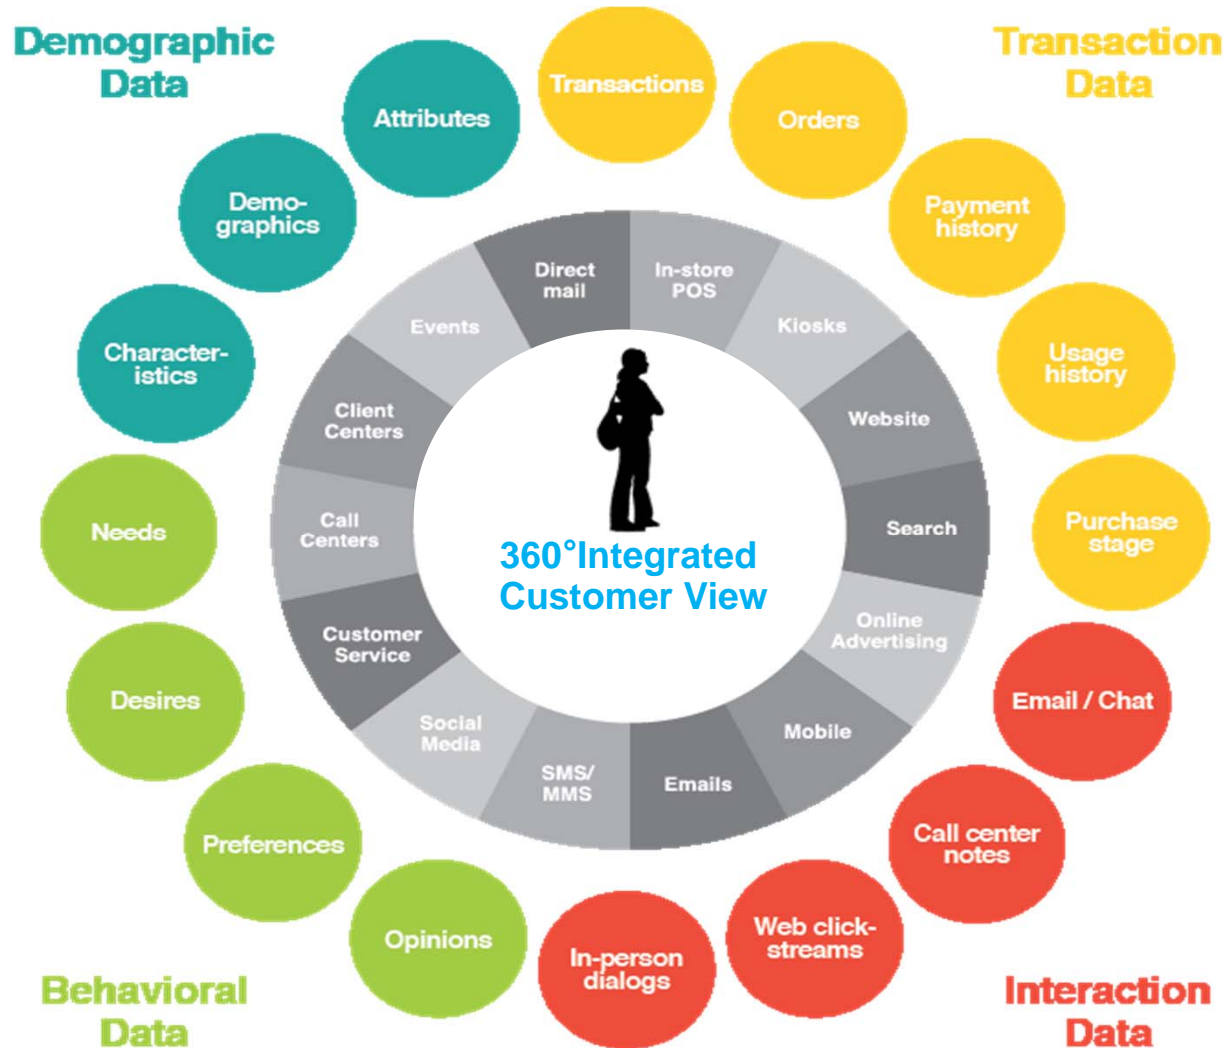 Demographic
Data
Transaction
Data
Transactions
Orders
Payment
history
Usage
history
Purchase
stage
Email / Chat
Call center
notes
Web click-
streams
In-person
dialogs
Opinions
Preferences
Desires
Needs
Character-
istics
Demo-
graphics
Attributes
Direct
mail
In-store
POS
Kiosks
Website
Search
Online
Advertising
Mobile
Emails
SMS/
MMS
Social
Media
Customer
Service
Call
Centers
Client
Centers
Events
360°Integrated
Customer View
Behavioral
Data
Interaction
Data